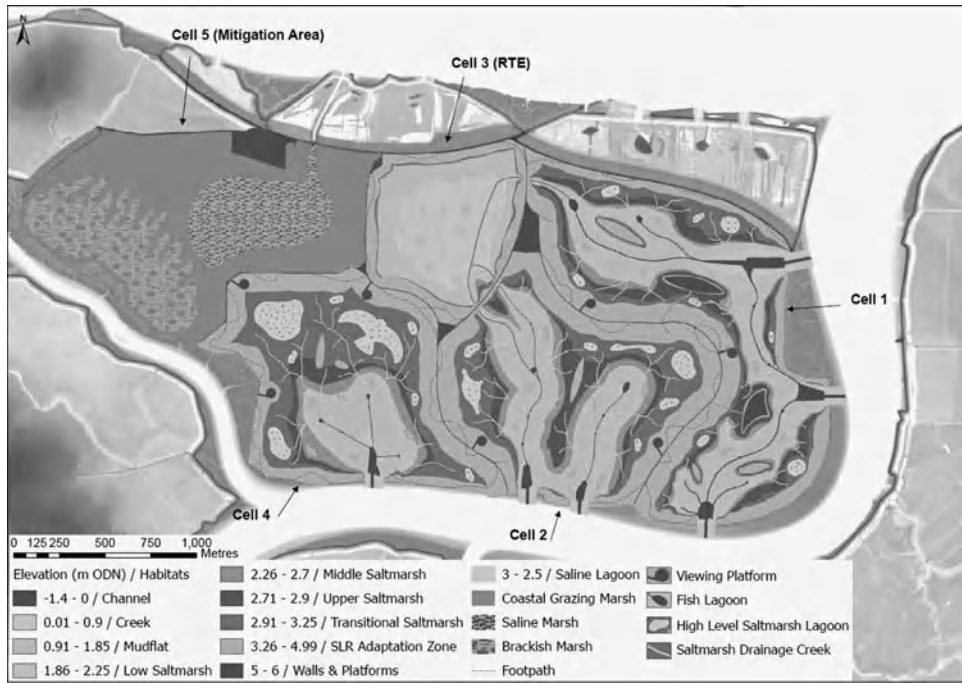 N
Cell 5 (Mitigation Area)
Cell 3 (RTE)
Cell 1
Cell 4
Cell 2
0 125 250 500 750 1,000
Metres
Elevation (m ODN) / Habitats
-1.4 - 0 / Channel
0.01 - 0.9 / Creek
0.91 - 1.85 / Mudflat
1.86 - 2.25 / Low Saltmarsh
2.26 - 2.7 / Middle Saltmarsh
2.71 - 2.9 / Upper Saltmarsh
2.91 - 3.25 / Transitional Saltmarsh
3.26 - 4.99 / SLR Adaptation Zone
5 - 6 / Walls & Platforms
3 - 2.5 / Saline Lagoon
Coastal Grazing Marsh
Saline Marsh
Brackish Marsh
Footpath
Viewing Platform
Fish Lagoon
High Level Saltmarsh Lagoon
Saltmarsh Drainage Creek